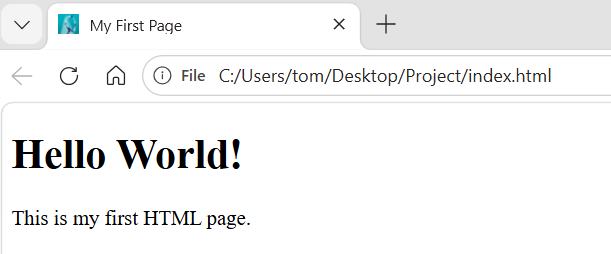 My First Page
File C:/Users/tom/Desktop/Project/index.html
Hello World!
This is my first HTML page.